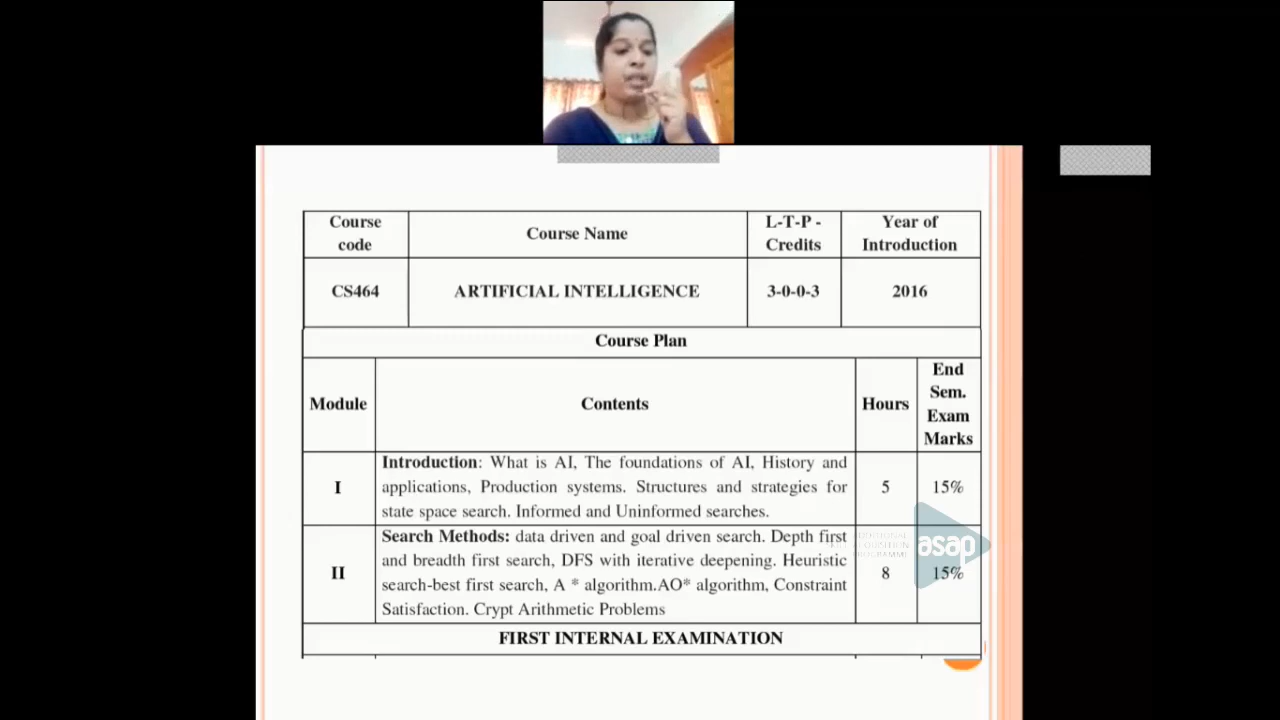 Course code
Course Name
L-T-P - Credits
Year of Introduction
CS464
ARTIFICIAL INTELLIGENCE
3-0-0-3
2016
Course Plan
Module
Contents
Hours
End Sem. Exam Marks
I
Introduction: What is AI, The foundations of AI, History and
applications, Production systems. Structures and strategies for
state space search. Informed and Uninformed searches.
5
15%
II
Search Methods: data driven and goal driven search. Depth first
and breadth first search, DFS with iterative deepening. Heuristic
search-best first search, A * algorithm.AO* algorithm, Constraint
Satisfaction. Crypt Arithmetic Problems
8
15%
asap
FIRST INTERNAL EXAMINATION